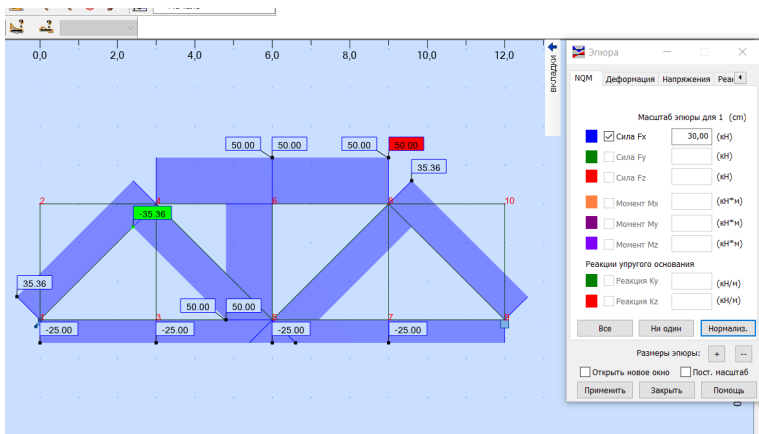 0,0 2,0 4,0 6,0 8,0 10,0 12,0
вкладки
50.00 50.00 50.00 50.00
35.36
2 4 6 8 10
-35.36
35.36
50.00 50.00
3 5 7
-25.00 -25.00 -25.00 -25.00
Эпюра
NQM Деформация Напряжения
Масштаб эпюры для 1 (cm)
Сила Fx 30,00 (кН)
Сила Fy (кН)
Сила Fz (кН)
Момент Mx (кН*м)
Момент My (кН*м)
Момент Mz (кН*м)
Реакции упругого основания
Реакция Ky (кН/м)
Реакция Kz (кН/м)
Все Ни один Нормализ.
Размеры эпюры: + --
Открыть новое окно Пост. масштаб
Применить Закрыть Помощь